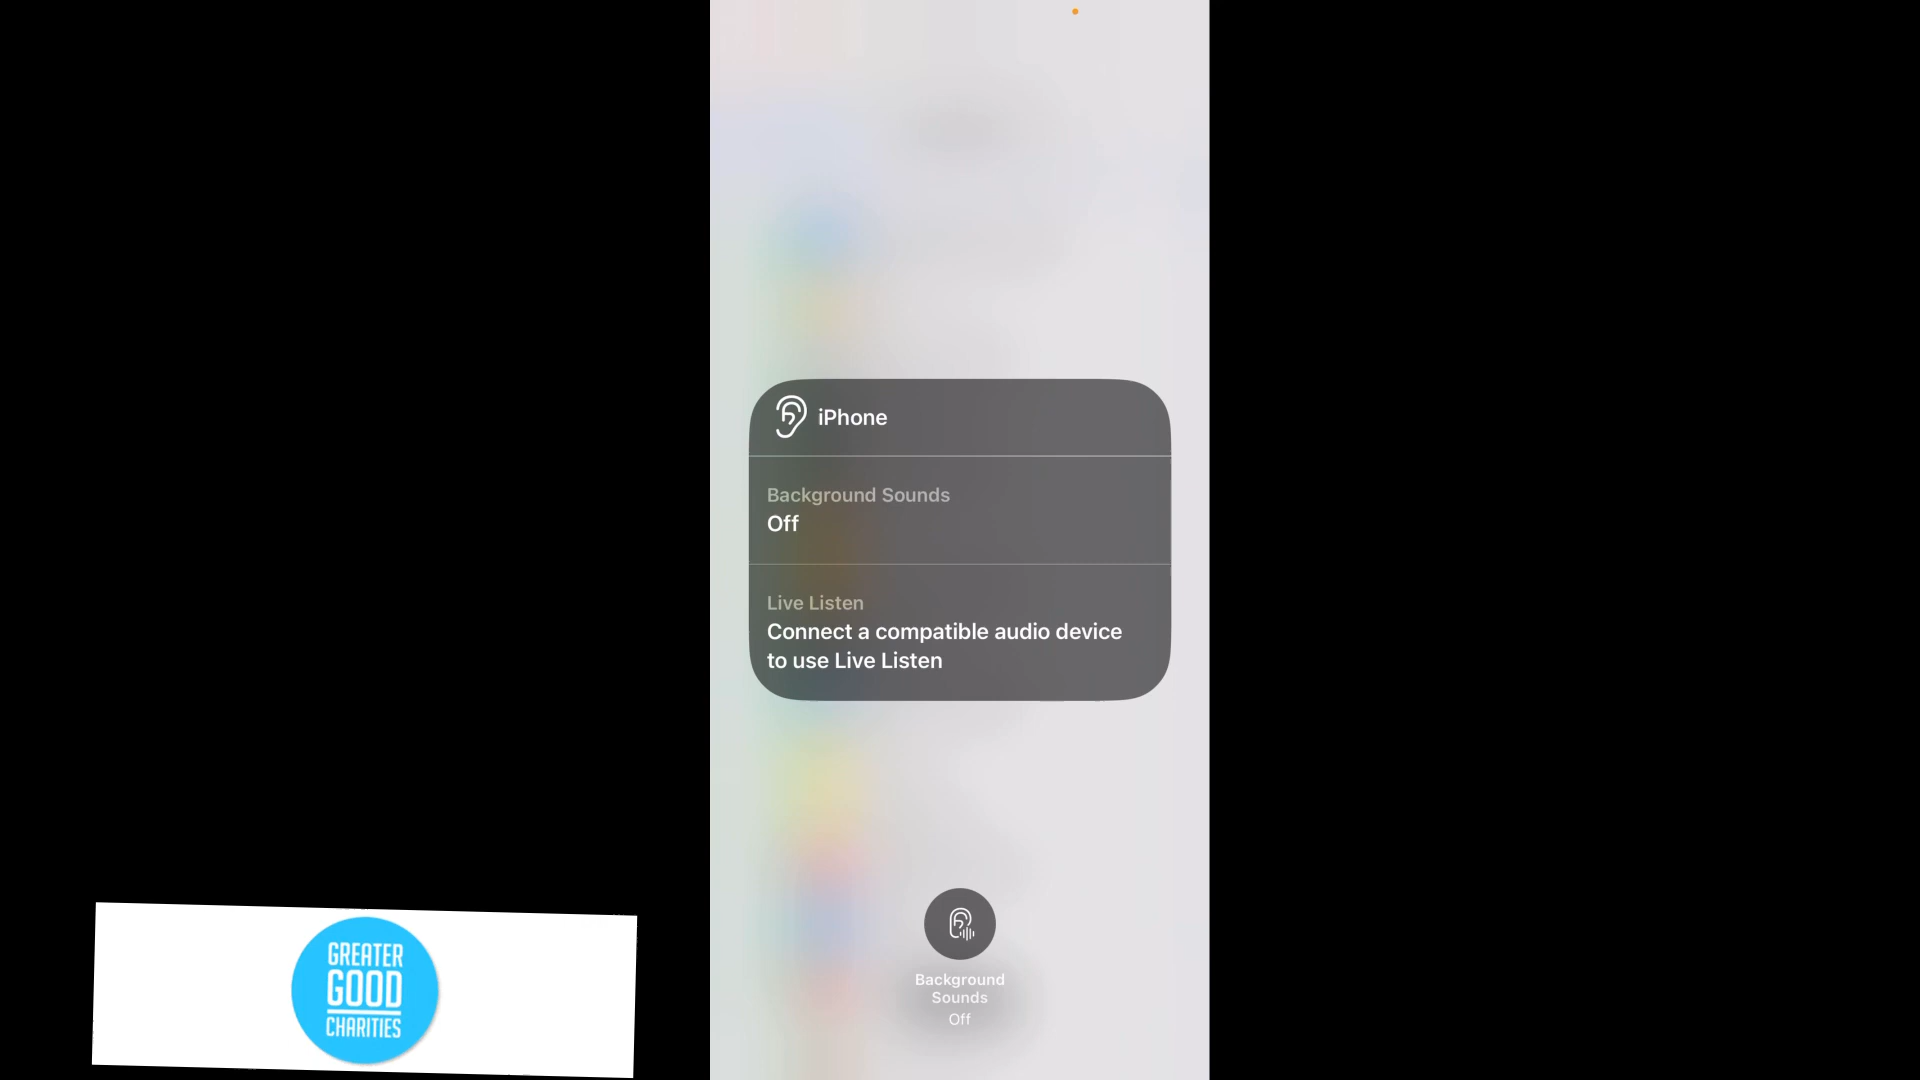 iPhone
Background Sounds
Off
Live Listen
Connect a compatible audio device
to use Live Listen
Background
Sounds
Off
GREATER
GOOD
CHARITIES